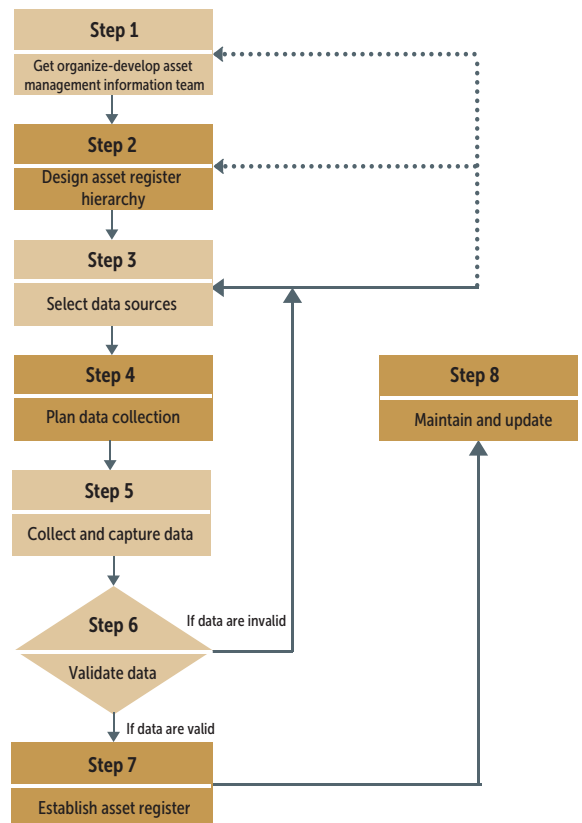 Step 1
Get organize-develop asset
management information team
Step 2
Design asset register
hierarchy
Step 3
Select data sources
Step 4
Plan data collection
Step 8
Maintain and update
Step 5
Collect and capture data
If data are invalid
Step 6
Validate data
If data are valid
Step 7
Establish asset register